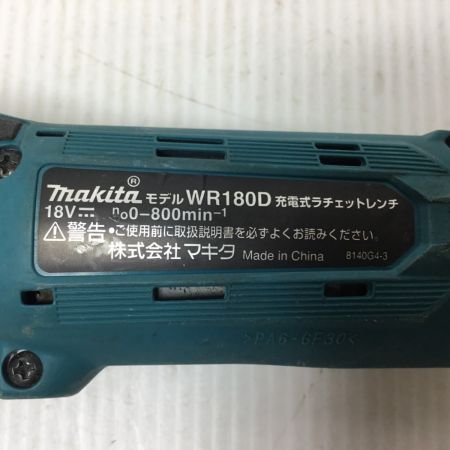 makita® モデル WR180D 充電式ラチェットレンチ
18V⎓ n₀0-800min⁻¹
⚠警告・ご使用前に取扱説明書を必ずよくお読みください。
株式会社マキタ Made in China 8140G4-3
>PA6-GF30<